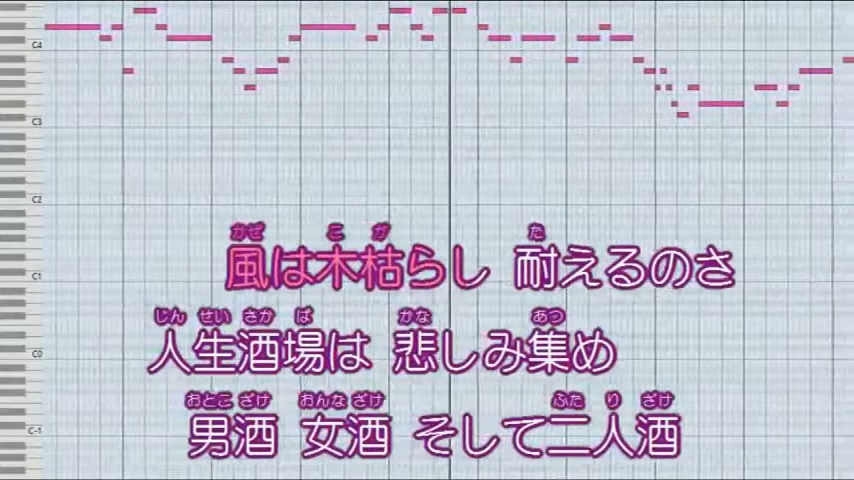 C4
C3
C2
C1
C0
C-1
かぜ こ が た
風は木枯らし 耐えるのさ
じん せい さか ば かな あつ
人生酒場は 悲しみ集め
おとこ ざけ おんな ざけ ふた り ざけ
男酒 女酒 そして二人酒